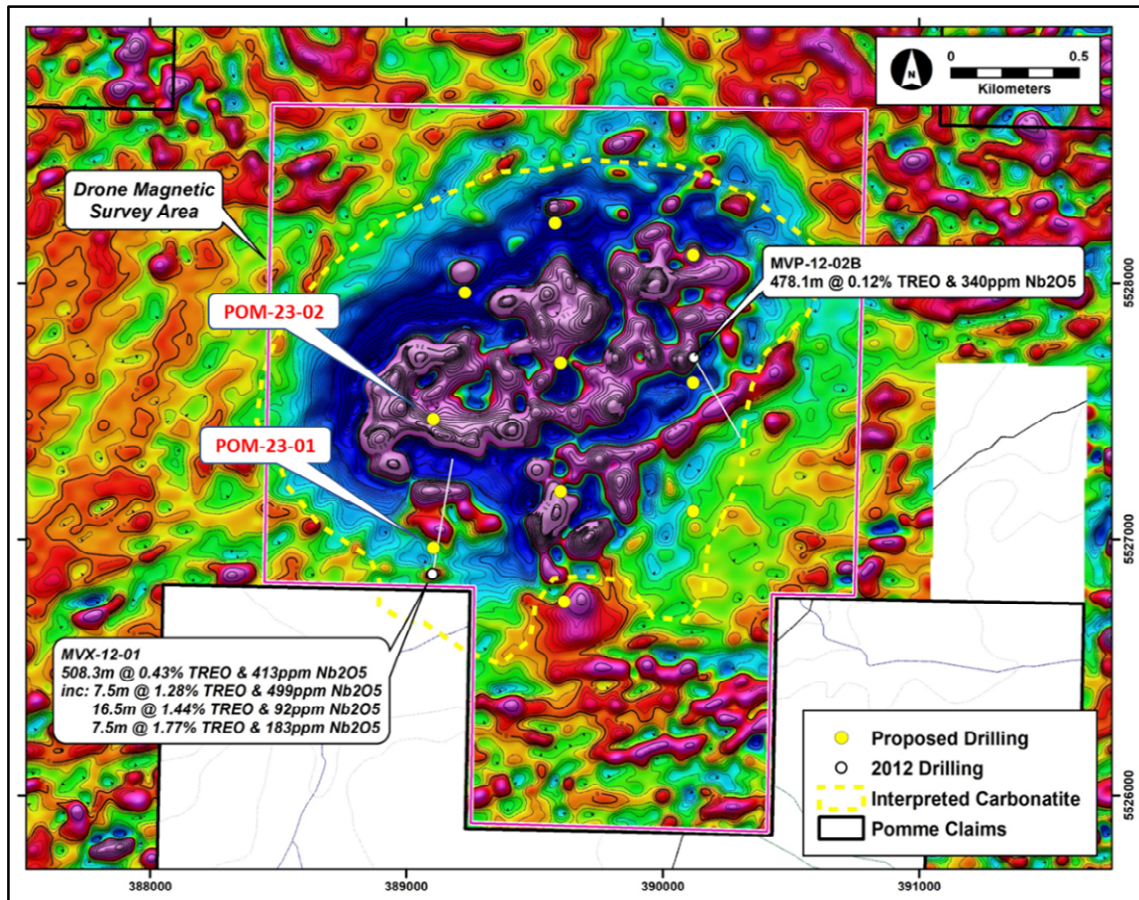 N
0 0.5
Kilometers
Drone Magnetic
Survey Area
MVP-12-02B
478.1m @ 0.12% TREO & 340ppm Nb2O5
5528000
POM-23-02
POM-23-01
5527000
MVX-12-01
508.3m @ 0.43% TREO & 413ppm Nb2O5
inc: 7.5m @ 1.28% TREO & 499ppm Nb2O5
16.5m @ 1.44% TREO & 92ppm Nb2O5
7.5m @ 1.77% TREO & 183ppm Nb2O5
Proposed Drilling
2012 Drilling
Interpreted Carbonatite
Pomme Claims
5526000
388000 389000 390000 391000